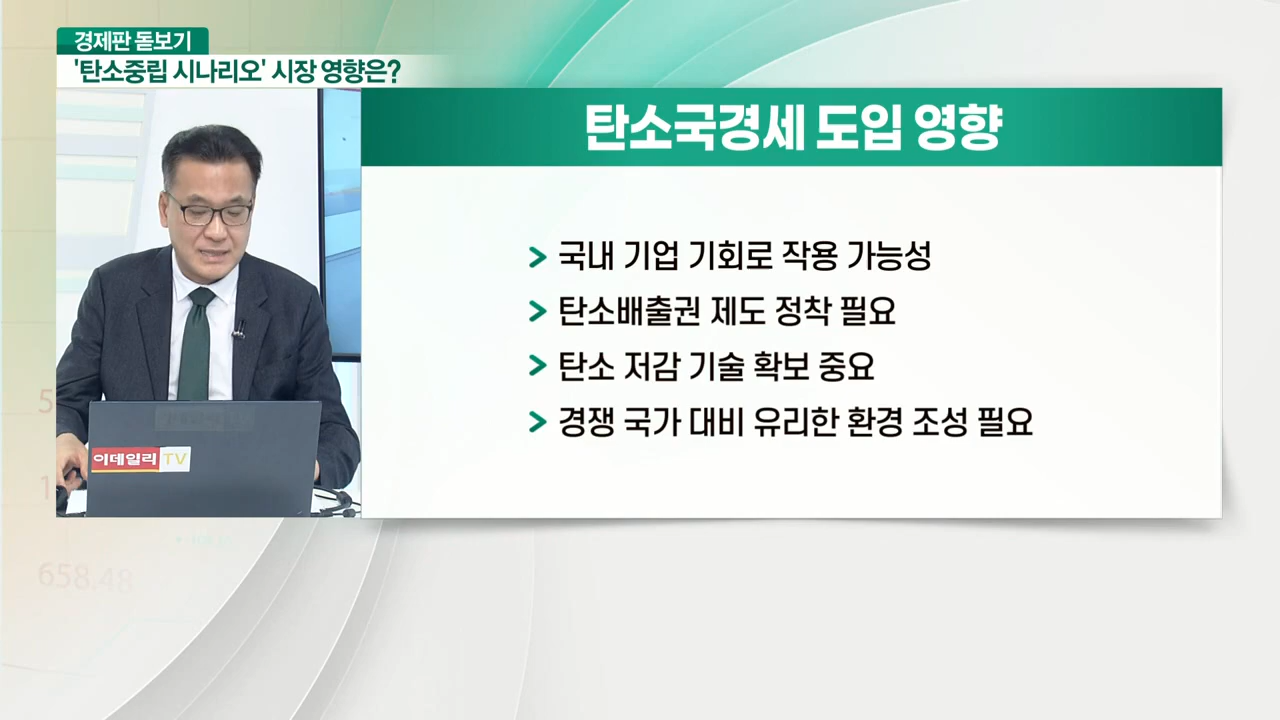 경제판 돋보기
'탄소중립 시나리오' 시장 영향은?
탄소국경세 도입 영향
> 국내 기업 기회로 작용 가능성
> 탄소배출권 제도 정착 필요
> 탄소 저감 기술 확보 중요
> 경쟁 국가 대비 유리한 환경 조성 필요
이데일리 TV
658.48